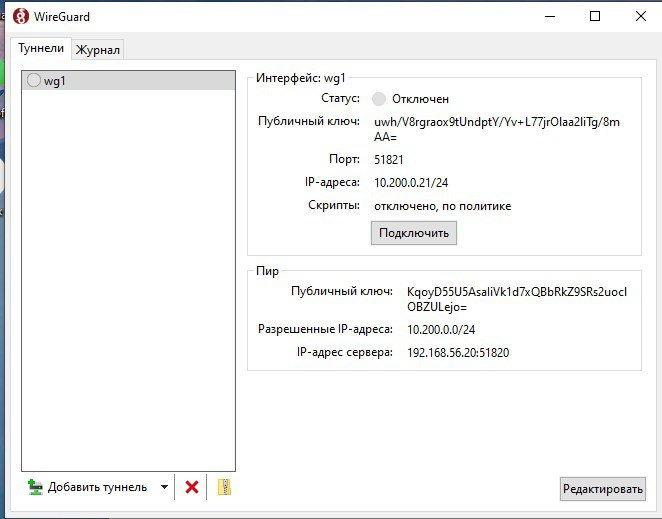 WireGuard
Туннели
Журнал
wg1
Интерфейс: wg1
Статус: Отключен
Публичный ключ: uwh/V8rgraox9tUndptY/Yv+L77jrOlaa2liTg/8m
AA=
Порт: 51821
IP-адреса: 10.200.0.21/24
Скрипты: отключено, по политике
Подключить
Пир
Публичный ключ: KqoyD55U5AsaliVk1d7xQBbRkZ9SRs2uocI
OBZULejo=
Разрешенные IP-адреса: 10.200.0.0/24
IP-адрес сервера: 192.168.56.20:51820
Добавить туннель
Редактировать